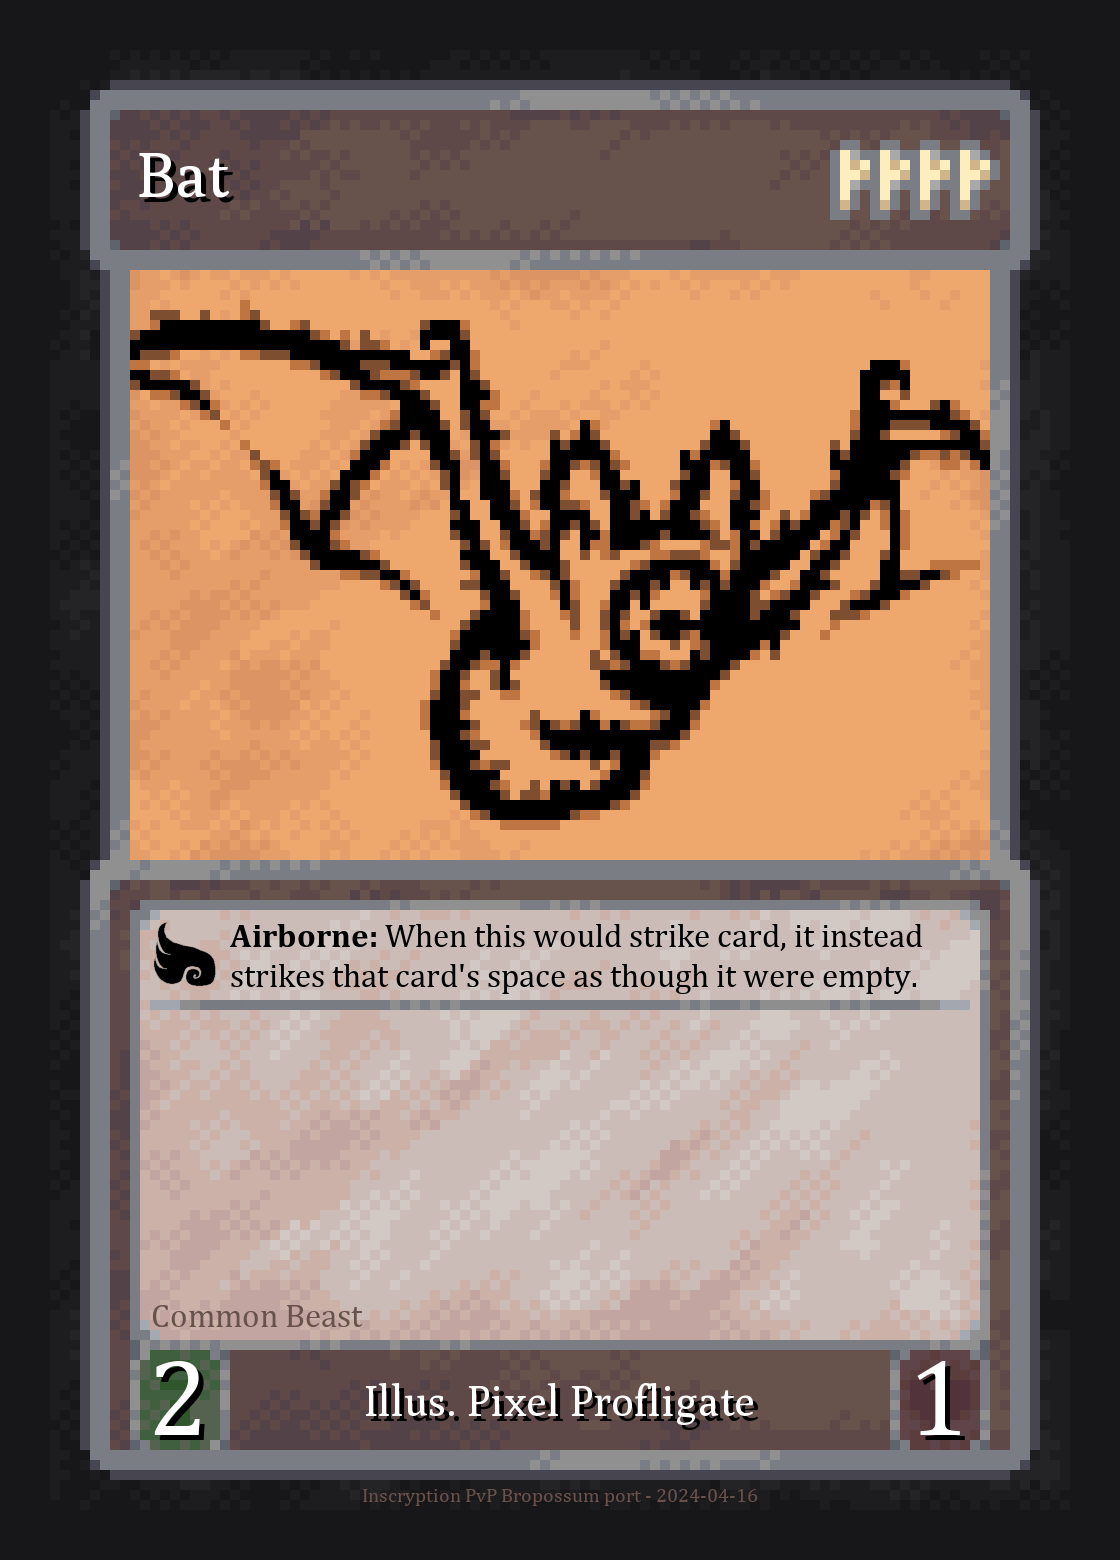 Bat
Airborne: When this would strike card, it instead
strikes that card's space as though it were empty.
Common Beast
2
Illus. Pixel Profligate
1
Inscryption PvP Bropossum port - 2024-04-16